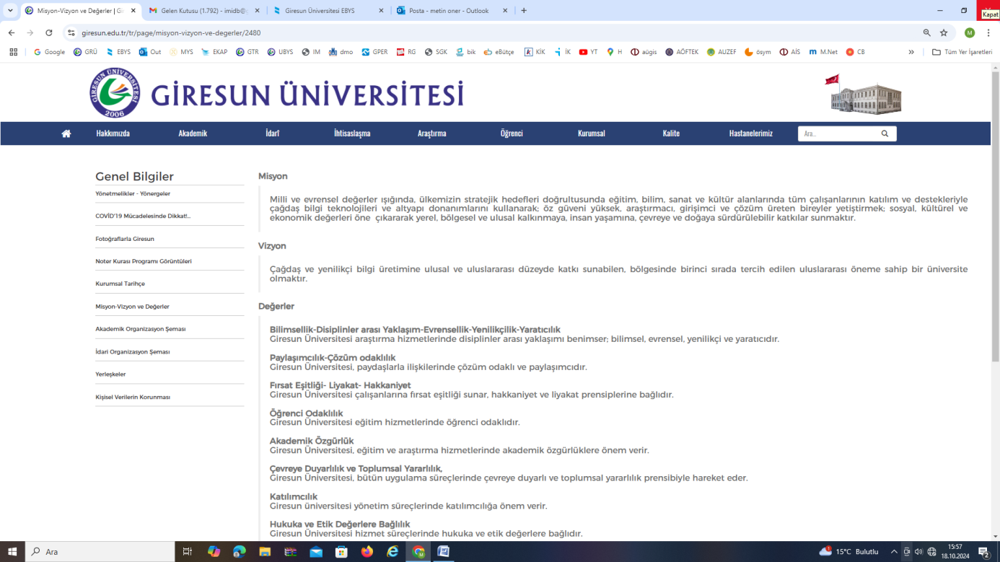 Misyon-Vizyon ve Değerler | Gi
Gelen Kutusu (1.792) - imidb@g
Giresun Üniversitesi EBYS
Posta - metin oner - Outlook
Kapat
giresun.edu.tr/tr/page/misyon-vizyon-ve-degerler/2480
M
Google GRÜ EBYS Out MYS EKAP GTR UBYS IM dmo GPER RG SGK bik eBütçe KİK İK YT H aügis AÖFTEK AUZEF ösym AİS M.Net CB » Tüm Yer İşaretleri
GİRESUN ÜNİVERSİTESİ
GİRESUN ÜNİVERSİTESİ
2006
Hakkımızda Akademik İdarî İhtisaslaşma Araştırma Öğrenci Kurumsal Kalite Hastanelerimiz Ara...
Genel Bilgiler
Yönetmelikler - Yönergeler
COVİD'19 Mücadelesinde Dikkat!...
Fotoğraflarla Giresun
Noter Kurası Programı Görüntüleri
Kurumsal Tarihçe
Misyon-Vizyon ve Değerler
Akademik Organizasyon Şeması
İdari Organizasyon Şeması
Yerleşkeler
Kişisel Verilerin Korunması
Misyon
Milli ve evrensel değerler ışığında, ülkemizin stratejik hedefleri doğrultusunda eğitim, bilim, sanat ve kültür alanlarında tüm çalışanlarının katılım ve destekleriyle
çağdaş bilgi teknolojileri ve altyapı donanımlarını kullanarak; öz güveni yüksek, araştırmacı, girişimci ve çözüm üreten bireyler yetiştirmek; sosyal, kültürel ve
ekonomik değerleri öne çıkararak yerel, bölgesel ve ulusal kalkınmaya, insan yaşamına, çevreye ve doğaya sürdürülebilir katkılar sunmaktır.
Vizyon
Çağdaş ve yenilikçi bilgi üretimine ulusal ve uluslararası düzeyde katkı sunabilen, bölgesinde birinci sırada tercih edilen uluslararası öneme sahip bir üniversite
olmaktır.
Değerler
Bilimsellik-Disiplinler arası Yaklaşım-Evrensellik-Yenilikçilik-Yaratıcılık
Giresun Üniversitesi araştırma hizmetlerinde disiplinler arası yaklaşımı benimser; bilimsel, evrensel, yenilikçi ve yaratıcıdır.
Paylaşımcılık-Çözüm odaklılık
Giresun Üniversitesi, paydaşlarla ilişkilerinde çözüm odaklı ve paylaşımcıdır.
Fırsat Eşitliği- Liyakat- Hakkaniyet
Giresun Üniversitesi çalışanlarına fırsat eşitliği sunar, hakkaniyet ve liyakat prensiplerine bağlıdır.
Öğrenci Odaklılık
Giresun Üniversitesi eğitim hizmetlerinde öğrenci odaklıdır.
Akademik Özgürlük
Giresun Üniversitesi, eğitim ve araştırma hizmetlerinde akademik özgürlüklere önem verir.
Çevreye Duyarlılık ve Toplumsal Yararlılık,
Giresun Üniversitesi, bütün uygulama süreçlerinde çevreye duyarlı ve toplumsal yararlılık prensibiyle hareket eder.
Katılımcılık
Giresun üniversitesi yönetim süreçlerinde katılımcılığa önem verir.
Hukuka ve Etik Değerlere Bağlılık
Giresun Üniversitesi hizmet süreçlerinde hukuka ve etik değerlere bağlıdır.
Ara
15°C Bulutlu
15:57
18.10.2024
2